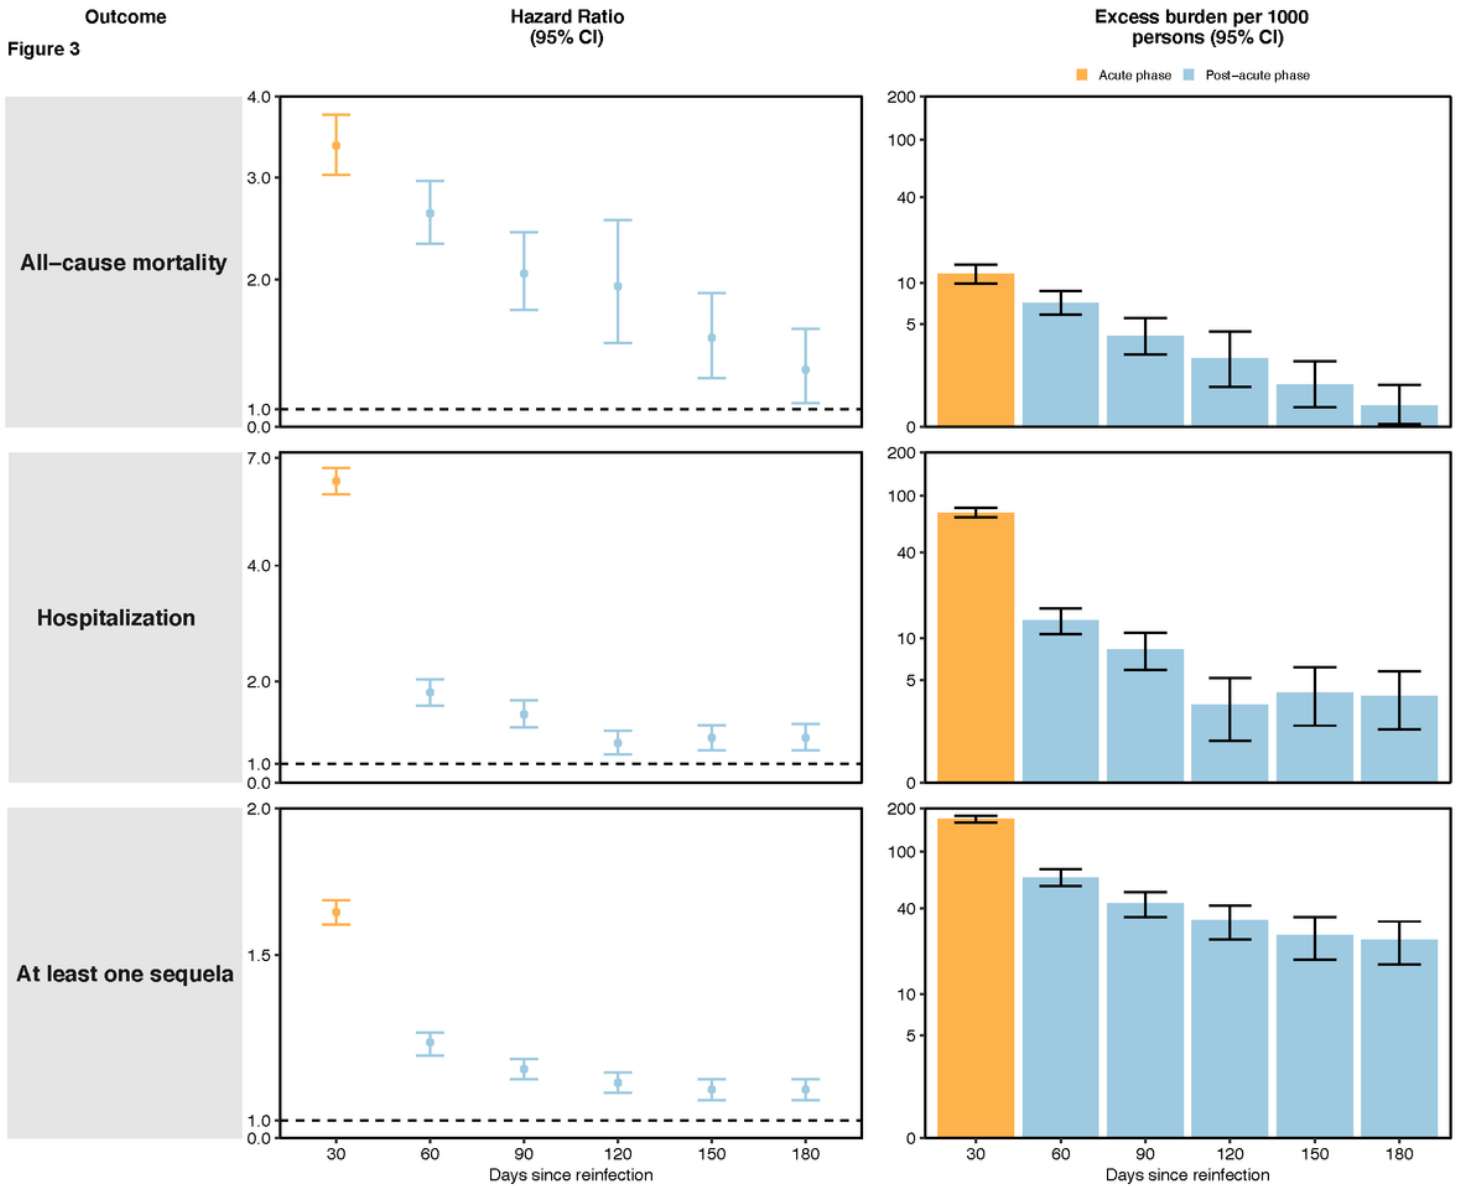 Outcome
Hazard Ratio
(95% CI)
Excess burden per 1000
persons (95% CI)
Figure 3
Acute phase
Post–acute phase
All–cause mortality
4.0
3.0
2.0
1.0
0.0
200
100
40
10
5
0
Hospitalization
7.0
4.0
2.0
1.0
0.0
200
100
40
10
5
0
At least one sequela
2.0
1.5
1.0
0.0
200
100
40
10
5
0
30 60 90 120 150 180
Days since reinfection
30 60 90 120 150 180
Days since reinfection